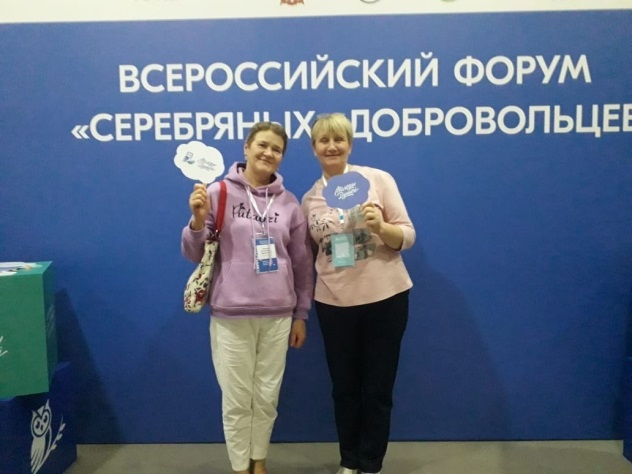 ВСЕРОССИЙСКИЙ ФОРУМ
«СЕРЕБРЯНЫХ» ДОБРОВОЛЬЦЕВ